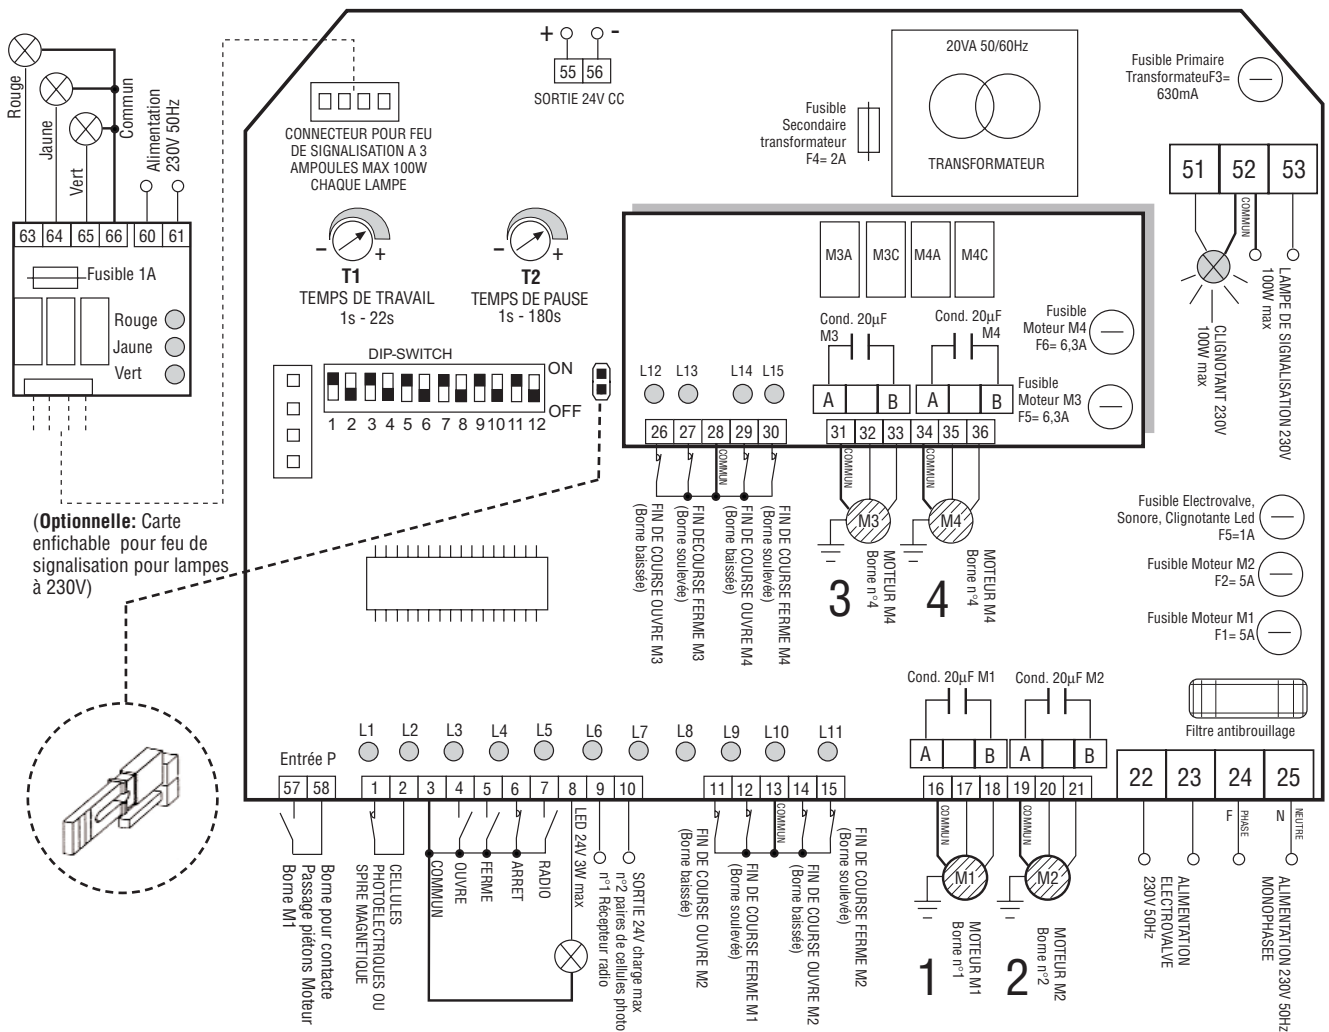 Rouge
Jaune
Vert
Commun
Alimentation
230V 50Hz
63 64 65 66 60 61
Fusible 1A
Rouge
Jaune
Vert
(Optionnelle: Carte
enfichable pour feu de
signalisation pour lampes
à 230V)
CONNECTEUR POUR FEU
DE SIGNALISATION A 3
AMPOULES MAX 100W
CHAQUE LAMPE
+ -
55 56
SORTIE 24V CC
20VA 50/60Hz
TRANSFORMATEUR
Fusible
Secondaire
transformateur
F4= 2A
Fusible Primaire
TransformateuF3=
630mA
51 52 53
COMMUN
CLIGNOTANT 230V
100W max
LAMPE DE SIGNALISATION 230V
100W max
- +
T1
TEMPS DE TRAVAIL
1s - 22s
- +
T2
TEMPS DE PAUSE
1s - 180s
DIP-SWITCH
ON
OFF
1 2 3 4 5 6 7 8 9 10 11 12
M3A M3C M4A M4C
Cond. 20µF
M3
Cond. 20µF
M4
Fusible
Moteur M4
F6= 6,3A
Fusible
Moteur M3
F5= 6,3A
L12 L13 L14 L15
A B A B
26 27 28 29 30
31 32 33 34 35 36
COMMUN
COMMUN
COMMUN
FIN DE COURSE OUVRE M3
(Borne baissée)
FIN DECOURSE FERME M3
(Borne soulevée)
FIN DE COURSE OUVRE M4
(Borne baissée)
FIN DE COURSE FERME M4
(Borne soulevée)
M3
M4
3
MOTEUR M4
Borne n°4
4
MOTEUR M4
Borne n°4
Fusible Electrovalve,
Sonore, Clignotante Led
F5=1A
Fusible Moteur M2
F2= 5A
Fusible Moteur M1
F1= 5A
Filtre antibrouillage
Cond. 20µF M1
Cond. 20µF M2
A B A B
Entrée P
L1 L2 L3 L4 L5 L6 L7 L8 L9 L10 L11
57 58
1 2 3 4 5 6 7 8 9 10
11 12 13 14 15
16 17 18 19 20 21
22 23 24 25
Borne pour contacte
Passage piétons Moteur
Borne M1
CELLULES
PHOTOELECTRIQUES OU
SPIRE MAGNETIQUE
COMMUN
OUVRE
FERME
ARRET
RADIO
LED 24V 3W max
SORTIE 24V charge max
n°2 paires de cellules photo
n°1 Récepteur radio
COMMUN
FIN DE COURSE OUVRE M2
(Borne baissée)
FIN DE COURSE FERME M1
(Borne soulevée)
FIN DE COURSE OUVRE M2
(Borne baissée)
FIN DE COURSE FERME M2
(Borne soulevée)
COMMUN
COMMUN
M1
M2
1
MOTEUR M1
Borne n°1
2
MOTEUR M2
Borne n°2
F PHASE
N NEUTRE
ALIMENTATION
ELECTROVALVE
230V 50Hz
ALIMENTATION 230V 50Hz
MONOPHASEE